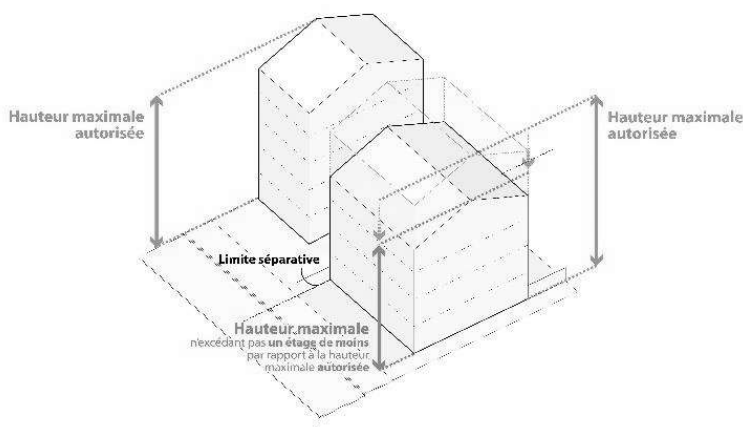 Hauteur maximale
autorisée
Hauteur maximale
autorisée
Limite séparative
Hauteur maximale
n'excédant pas un étage de moins
par rapport à la hauteur
maximale autorisée